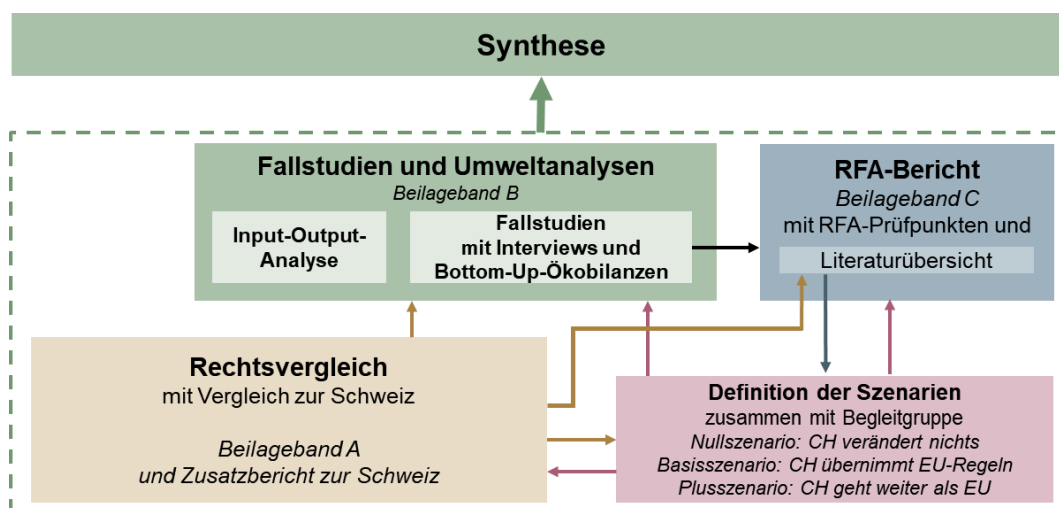 Synthese
Fallstudien und Umweltanalysen
Beilageband B
Input-Output-
Analyse
Fallstudien
mit Interviews und
Bottom-Up-Ökobilanzen
RFA-Bericht
Beilageband C
mit RFA-Prüfpunkten und
Literaturübersicht
Rechtsvergleich
mit Vergleich zur Schweiz
Beilageband A
und Zusatzbericht zur Schweiz
Definition der Szenarien
zusammen mit Begleitgruppe
Nullszenario: CH verändert nichts
Basisszenario: CH übernimmt EU-Regeln
Plusszenario: CH geht weiter als EU